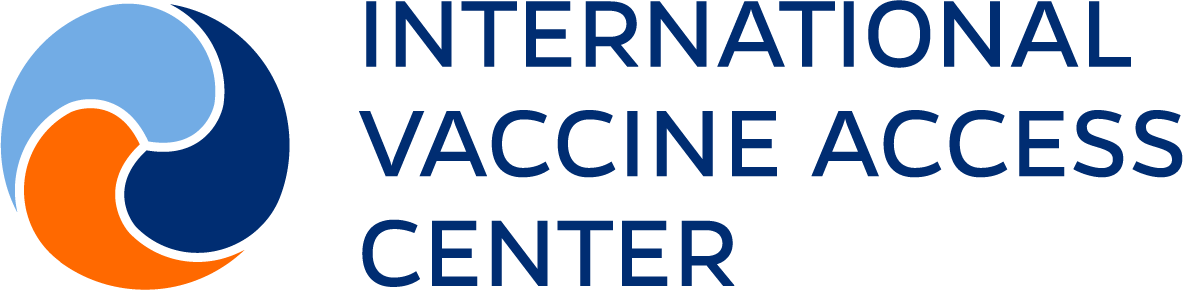 INTERNATIONAL
VACCINE ACCESS
CENTER